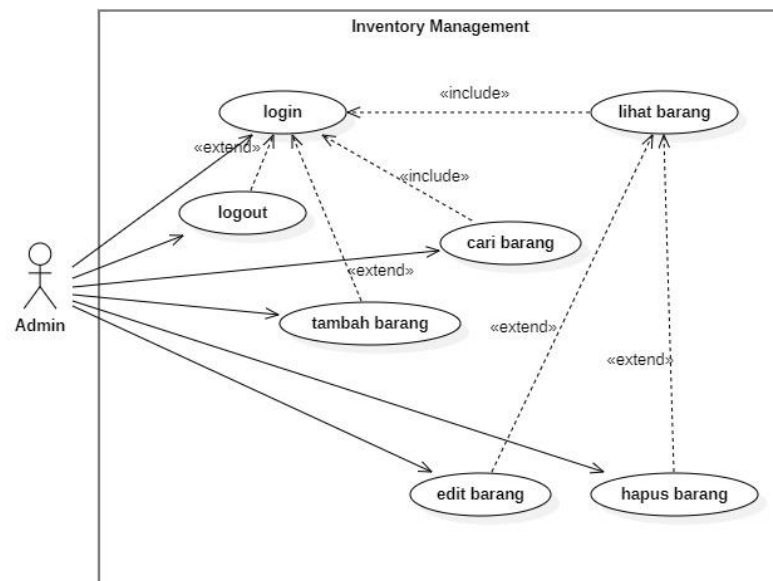 Inventory Management
login
«include»
lihat barang
«extend»
logout
«include»
cari barang
Admin
«extend»
tambah barang
«extend»
«extend»
edit barang
hapus barang